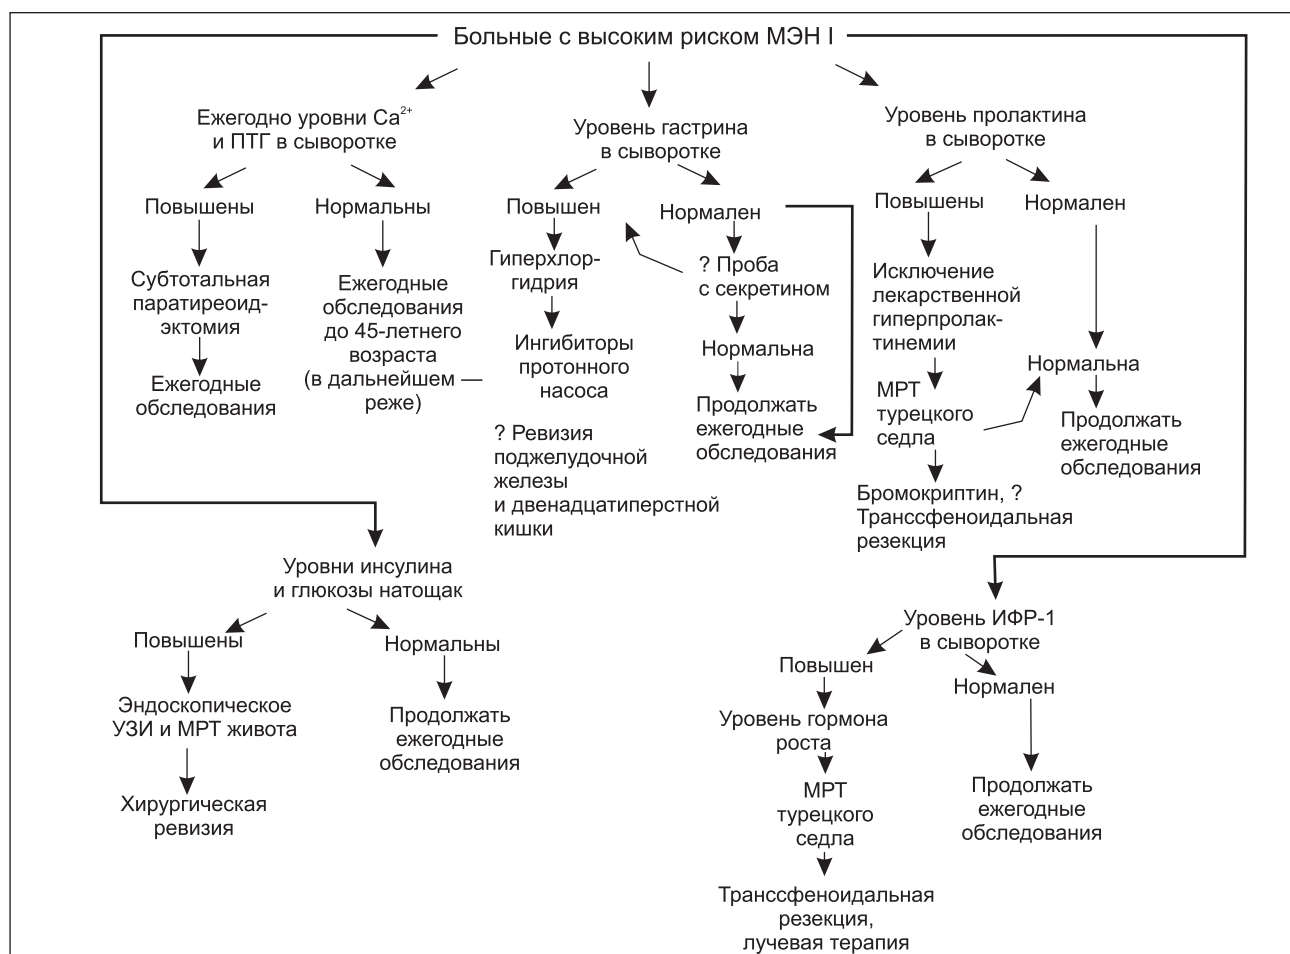 Больные с высоким риском МЭН I
Ежегодно уровни Ca²⁺
и ПТГ в сыворотке
Повышены
Субтотальная
паратиреоид-
эктомия
Ежегодные
обследования
Нормальны
Ежегодные
обследования
до 45-летнего
возраста
(в дальнейшем —
реже)
Уровень гастрина
в сыворотке
Повышен
Гиперхлор-
гидрия
Ингибиторы
протонного
насоса
? Ревизия
поджелудочной
железы
и двенадцатиперстной
кишки
Нормален
? Проба
с секретином
Нормальна
Продолжать
ежегодные
обследования
Уровень пролактина
в сыворотке
Повышены
Исключение
лекарственной
гиперпролак-
тинемии
МРТ
турецкого
седла
Бромокриптин, ?
Транссфеноидальная
резекция
Нормален
Нормальна
Продолжать
ежегодные
обследования
Уровни инсулина
и глюкозы натощак
Повышены
Эндоскопическое
УЗИ и МРТ живота
Хирургическая
ревизия
Нормальны
Продолжать
ежегодные
обследования
Уровень ИФР-1
в сыворотке
Повышен
Уровень гормона
роста
МРТ
турецкого
седла
Транссфеноидальная
резекция,
лучевая терапия
Нормален
Продолжать
ежегодные
обследования